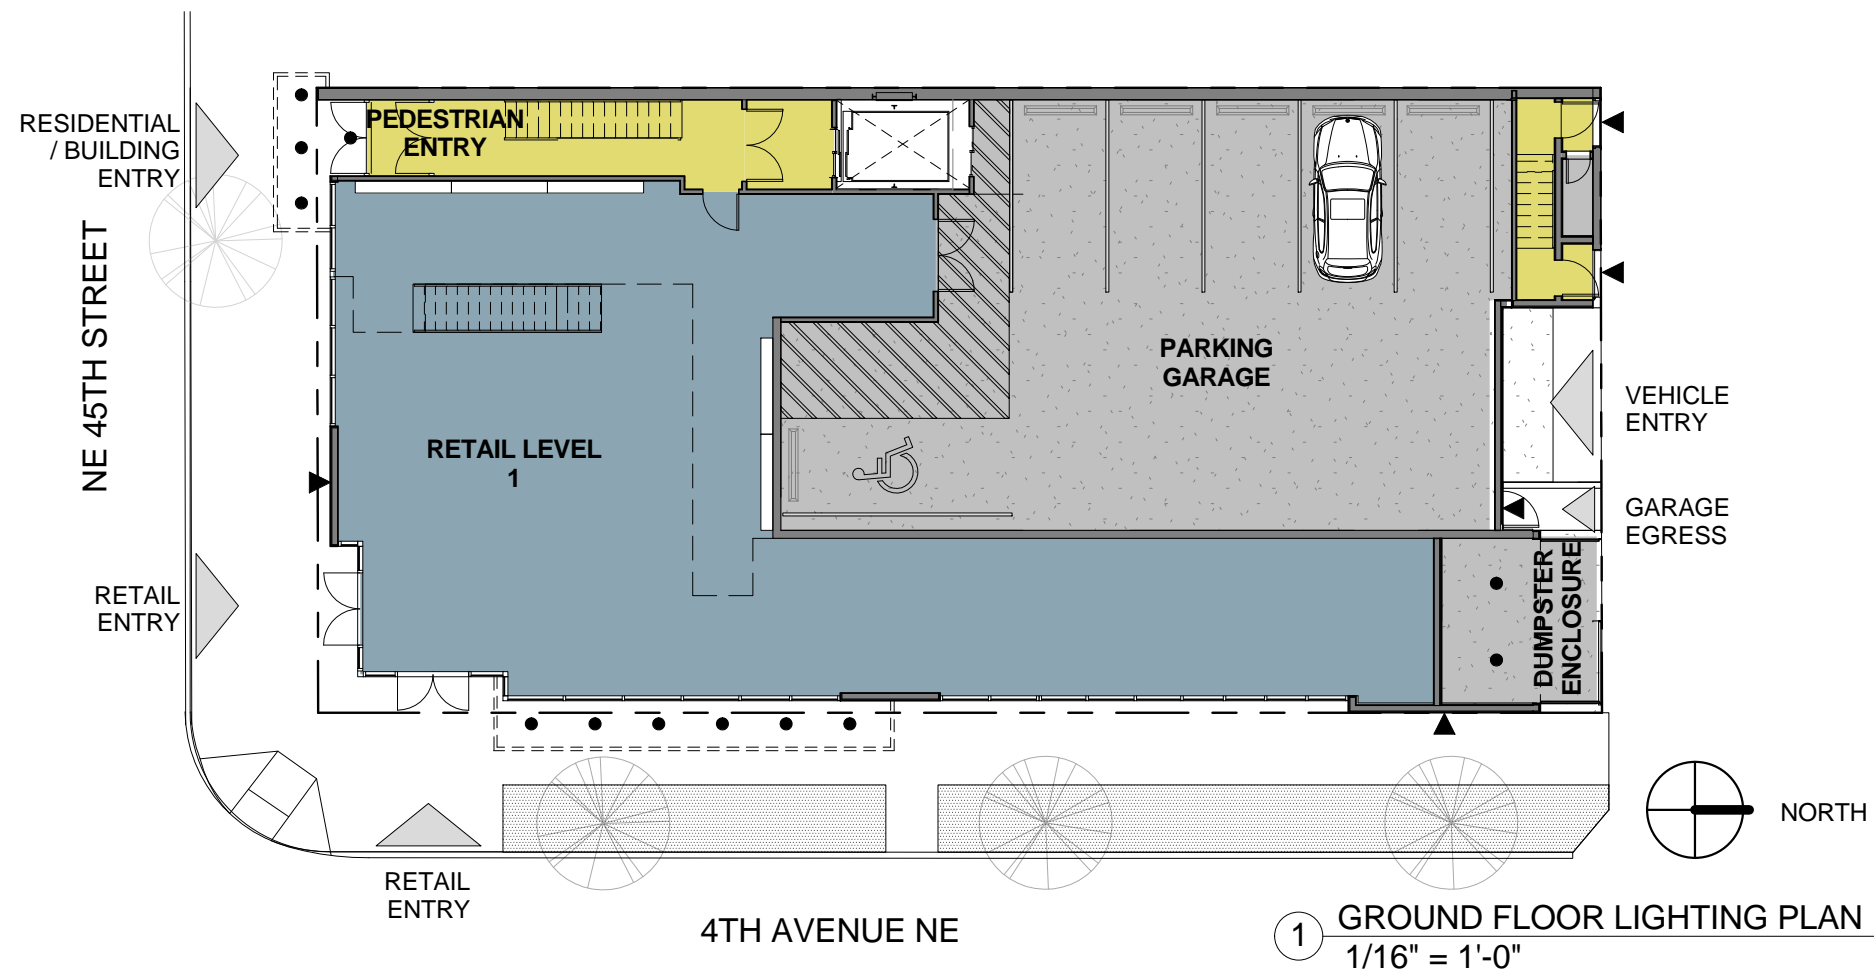 RESIDENTIAL
/ BUILDING
ENTRY
PEDESTRIAN
ENTRY
NE 45TH STREET
RETAIL LEVEL
1
PARKING
GARAGE
VEHICLE
ENTRY
GARAGE
EGRESS
DUMPSTER
ENCLOSURE
RETAIL
ENTRY
RETAIL
ENTRY
4TH AVENUE NE
NORTH
1
GROUND FLOOR LIGHTING PLAN
1/16" = 1'-0"